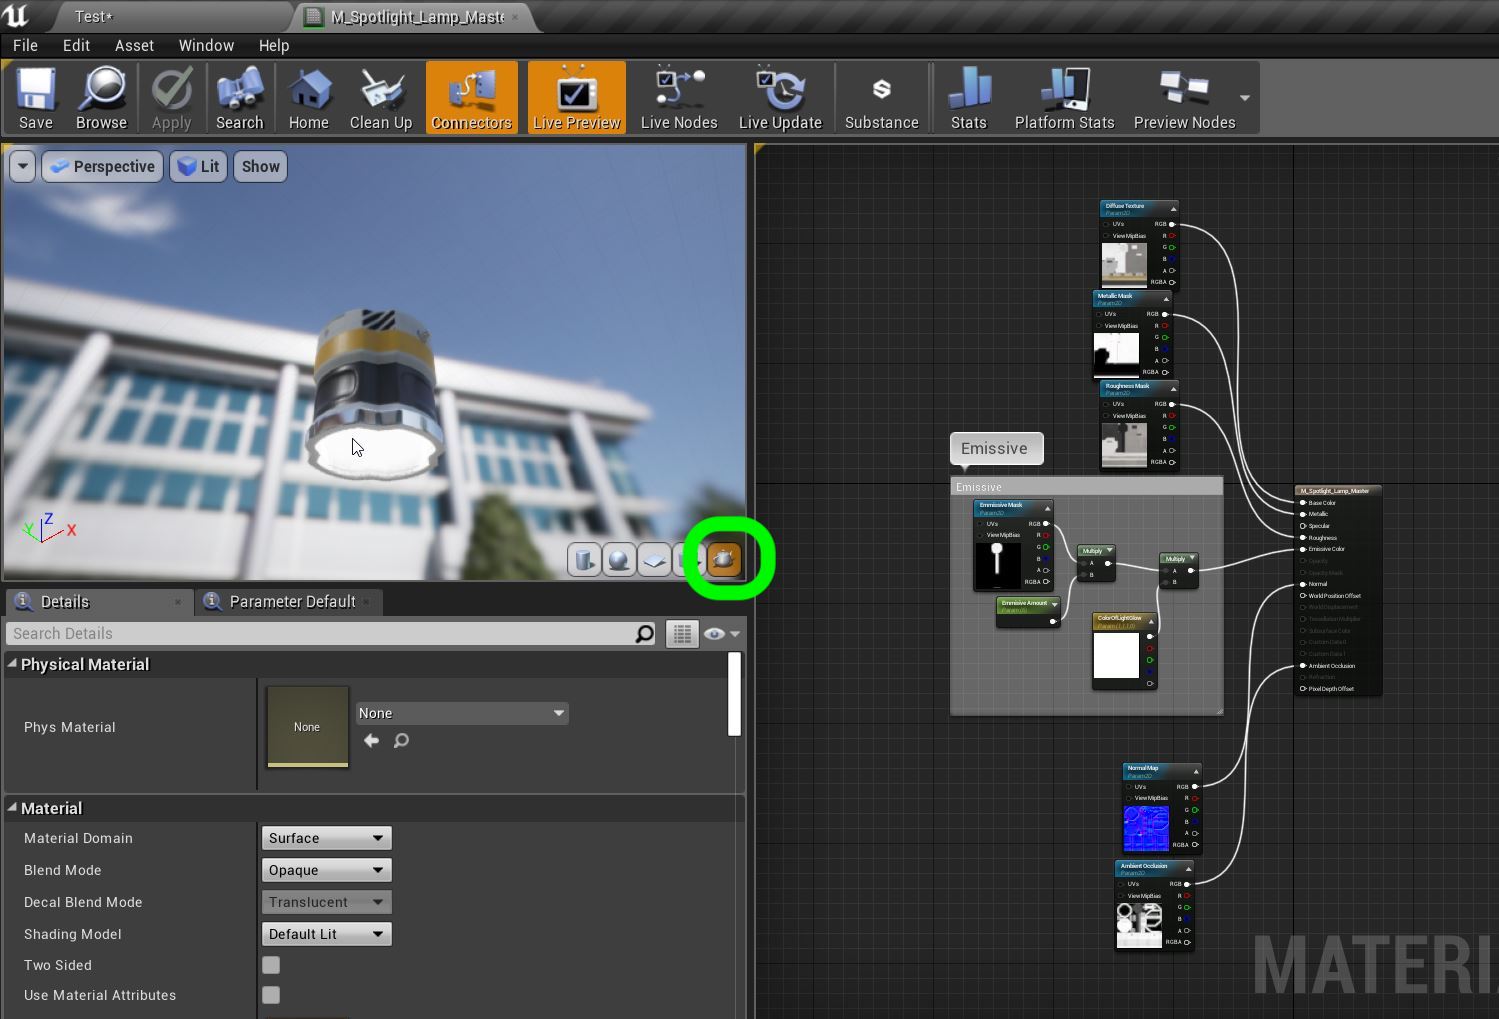 Test*
M_Spotlight_Lamp_Maste
File Edit Asset Window Help
Save Browse Apply Search Home Clean Up Connectors Live Preview Live Nodes Live Update Substance Stats Platform Stats Preview Nodes
S
Perspective Lit Show
Z
Y
X
Details
Parameter Default
Search Details
Physical Material
Phys Material
None
None
Material
Material Domain
Surface
Blend Mode
Opaque
Decal Blend Mode
Translucent
Shading Model
Default Lit
Two Sided
Use Material Attributes
Diffuse Texture
Param2D
UVs RGB
View MipBias R
G
B
A
RGBA
Metallic Mask
Param2D
UVs RGB
View MipBias R
G
B
A
RGBA
Roughness Mask
Param2D
UVs RGB
View MipBias R
G
B
A
RGBA
Emissive
Emissive
Emmissive Mask
Param2D
UVs RGB
View MipBias R
G
B
A
RGBA
Multiply
A
B
Multiply
A
B
Emmisive Amount
ColorOfLightGlow
Param (1,1,1,0)
M_Spotlight_Lamp_Master
Base Color
Metallic
Specular
Roughness
Emissive Color
Opacity
Opacity Mask
Normal
World Position Offset
World Displacement
Tessellation Multiplier
Subsurface Color
Custom Data 0
Custom Data 1
Ambient Occlusion
Refraction
Pixel Depth Offset
Normal Map
Param2D
UVs RGB
View MipBias R
G
B
A
RGBA
Ambient Occlusion
Param2D
UVs RGB
View MipBias R
G
B
A
RGBA
MATERI